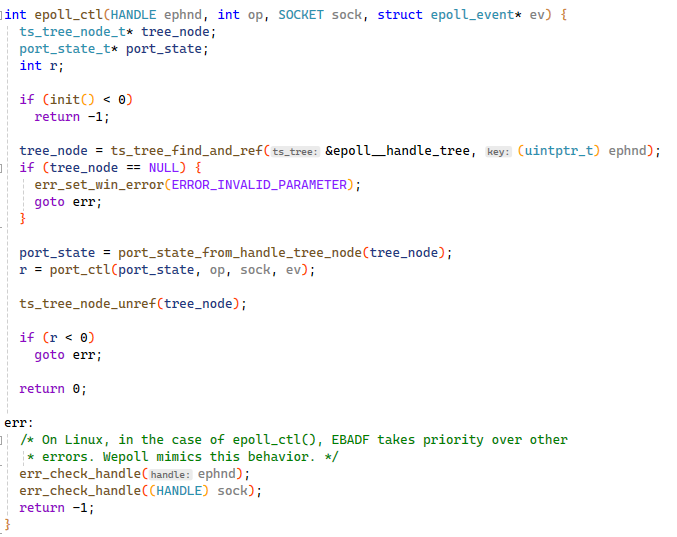 int epoll_ctl(HANDLE ephnd, int op, SOCKET sock, struct epoll_event* ev) {
  ts_tree_node_t* tree_node;
  port_state_t* port_state;
  int r;

  if (init() < 0)
    return -1;

  tree_node = ts_tree_find_and_ref(ts_tree: &epoll__handle_tree, key: (uintptr_t) ephnd);
  if (tree_node == NULL) {
    err_set_win_error(ERROR_INVALID_PARAMETER);
    goto err;
  }

  port_state = port_state_from_handle_tree_node(tree_node);
  r = port_ctl(port_state, op, sock, ev);

  ts_tree_node_unref(tree_node);

  if (r < 0)
    goto err;

  return 0;

err:
  /* On Linux, in the case of epoll_ctl(), EBADF takes priority over other
   * errors. Wepoll mimics this behavior. */
  err_check_handle(handle: ephnd);
  err_check_handle((HANDLE) sock);
  return -1;
}